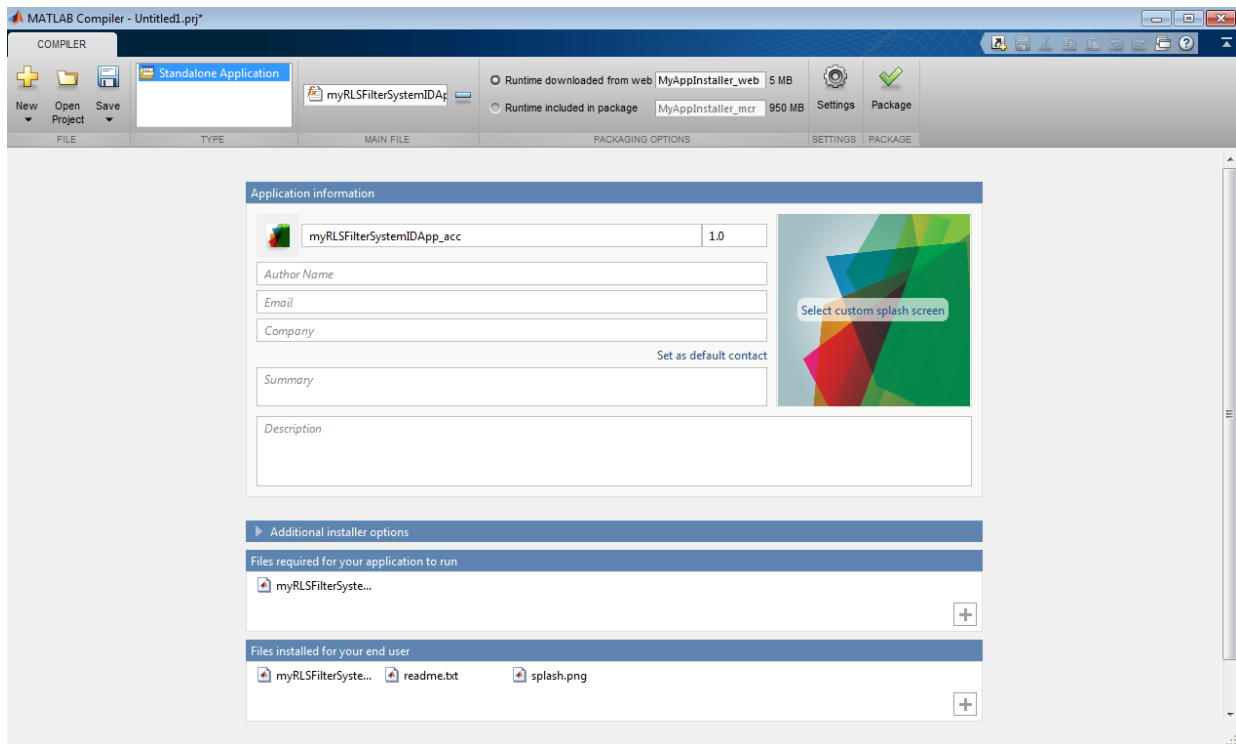 MATLAB Compiler - Untitled1.prj*
COMPILER
New
Open Project
Save
FILE
Standalone Application
TYPE
myRLSFilterSystemIDAp
MAIN FILE
Runtime downloaded from web MyAppInstaller_web 5 MB
Runtime included in package MyAppInstaller_mcr 950 MB
PACKAGING OPTIONS
Settings
SETTINGS
Package
PACKAGE
Application information
myRLSFilterSystemIDApp_acc 1.0
Author Name
Email
Company
Set as default contact
Summary
Select custom splash screen
Description
Additional installer options
Files required for your application to run
myRLSFilterSyste...
Files installed for your end user
myRLSFilterSyste... readme.txt splash.png